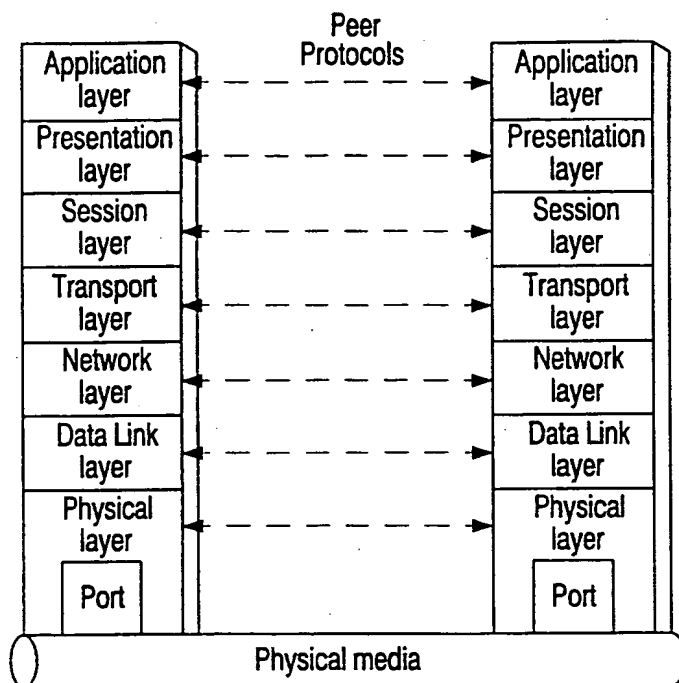 Peer
Protocols
Application
layer
Application
layer
Presentation
layer
Presentation
layer
Session
layer
Session
layer
Transport
layer
Transport
layer
Network
layer
Network
layer
Data Link
layer
Data Link
layer
Physical
layer
Physical
layer
Port
Port
Physical media